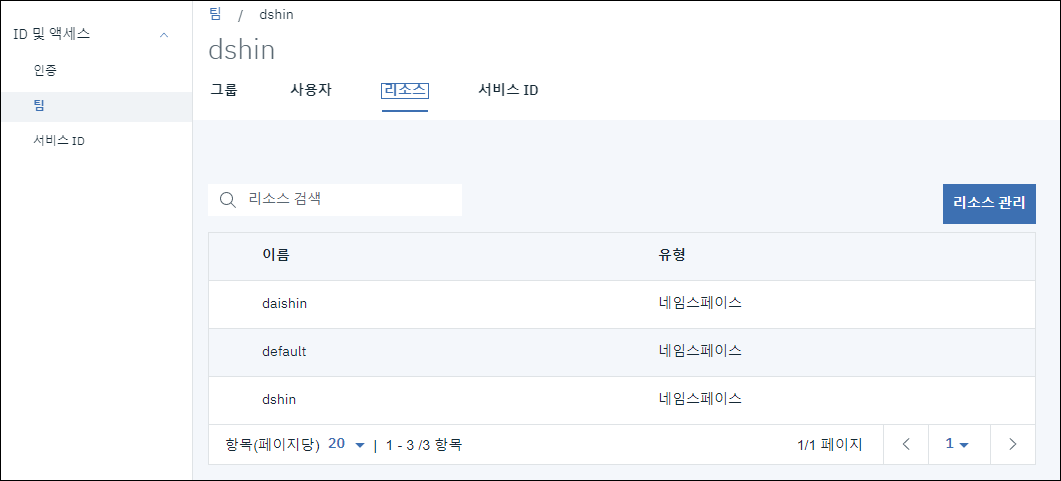 ID 및 액세스
인증
팀
서비스 ID
팀 / dshin
dshin
그룹 사용자 리소스 서비스 ID
리소스 검색
리소스 관리
이름 유형
daishin 네임스페이스
default 네임스페이스
dshin 네임스페이스
항목(페이지당) 20 | 1 - 3 /3 항목 1/1 페이지 1